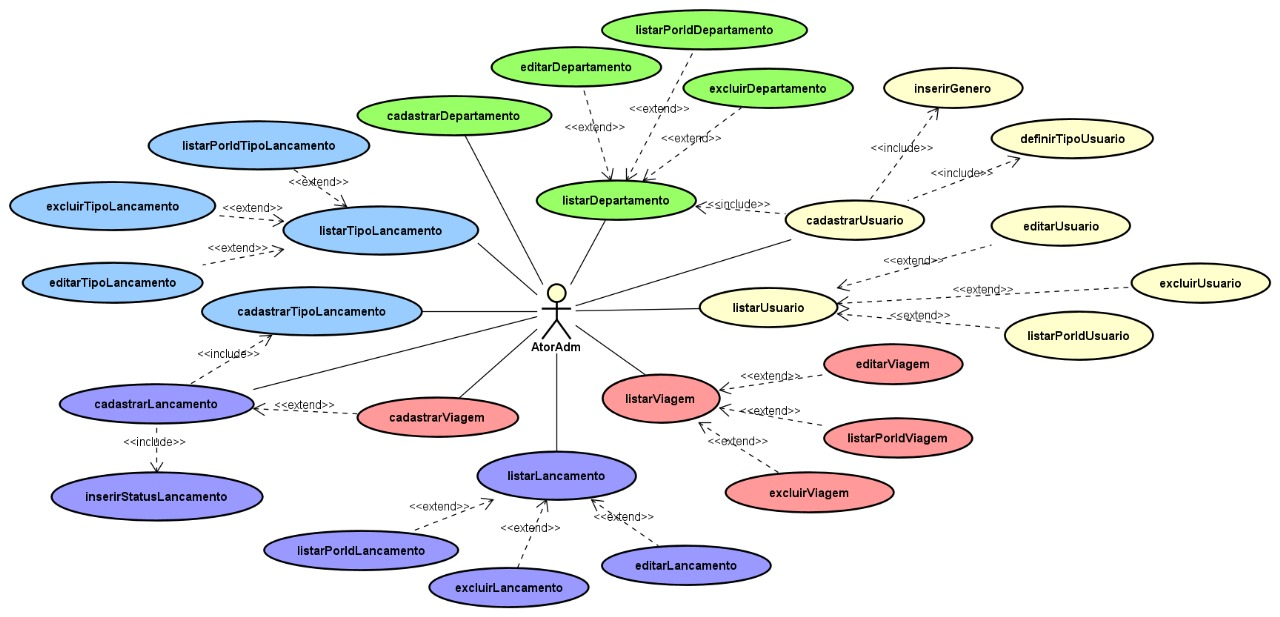 listarPorIdDepartamento
editarDepartamento
excluirDepartamento
inserirGenero
cadastrarDepartamento
<<extend>>
<<extend>>
<<extend>>
definirTipoUsuario
listarPorIdTipoLancamento
<<include>>
<<include>>
<<extend>>
excluirTipoLancamento
<<extend>>
listarTipoLancamento
listarDepartamento
<<include>>
cadastrarUsuario
editarUsuario
<<extend>>
editarTipoLancamento
<<extend>>
excluirUsuario
<<extend>>
cadastrarTipoLancamento
listarUsuario
<<extend>>
listarPorIdUsuario
AtorAdm
<<include>>
editarViagem
<<extend>>
cadastrarLancamento
<<extend>>
cadastrarViagem
listarViagem
<<extend>>
listarPorIdViagem
<<include>>
<<extend>>
inserirStatusLancamento
listarLancamento
excluirViagem
<<extend>>
<<extend>>
<<extend>>
listarPorIdLancamento
excluirLancamento
editarLancamento